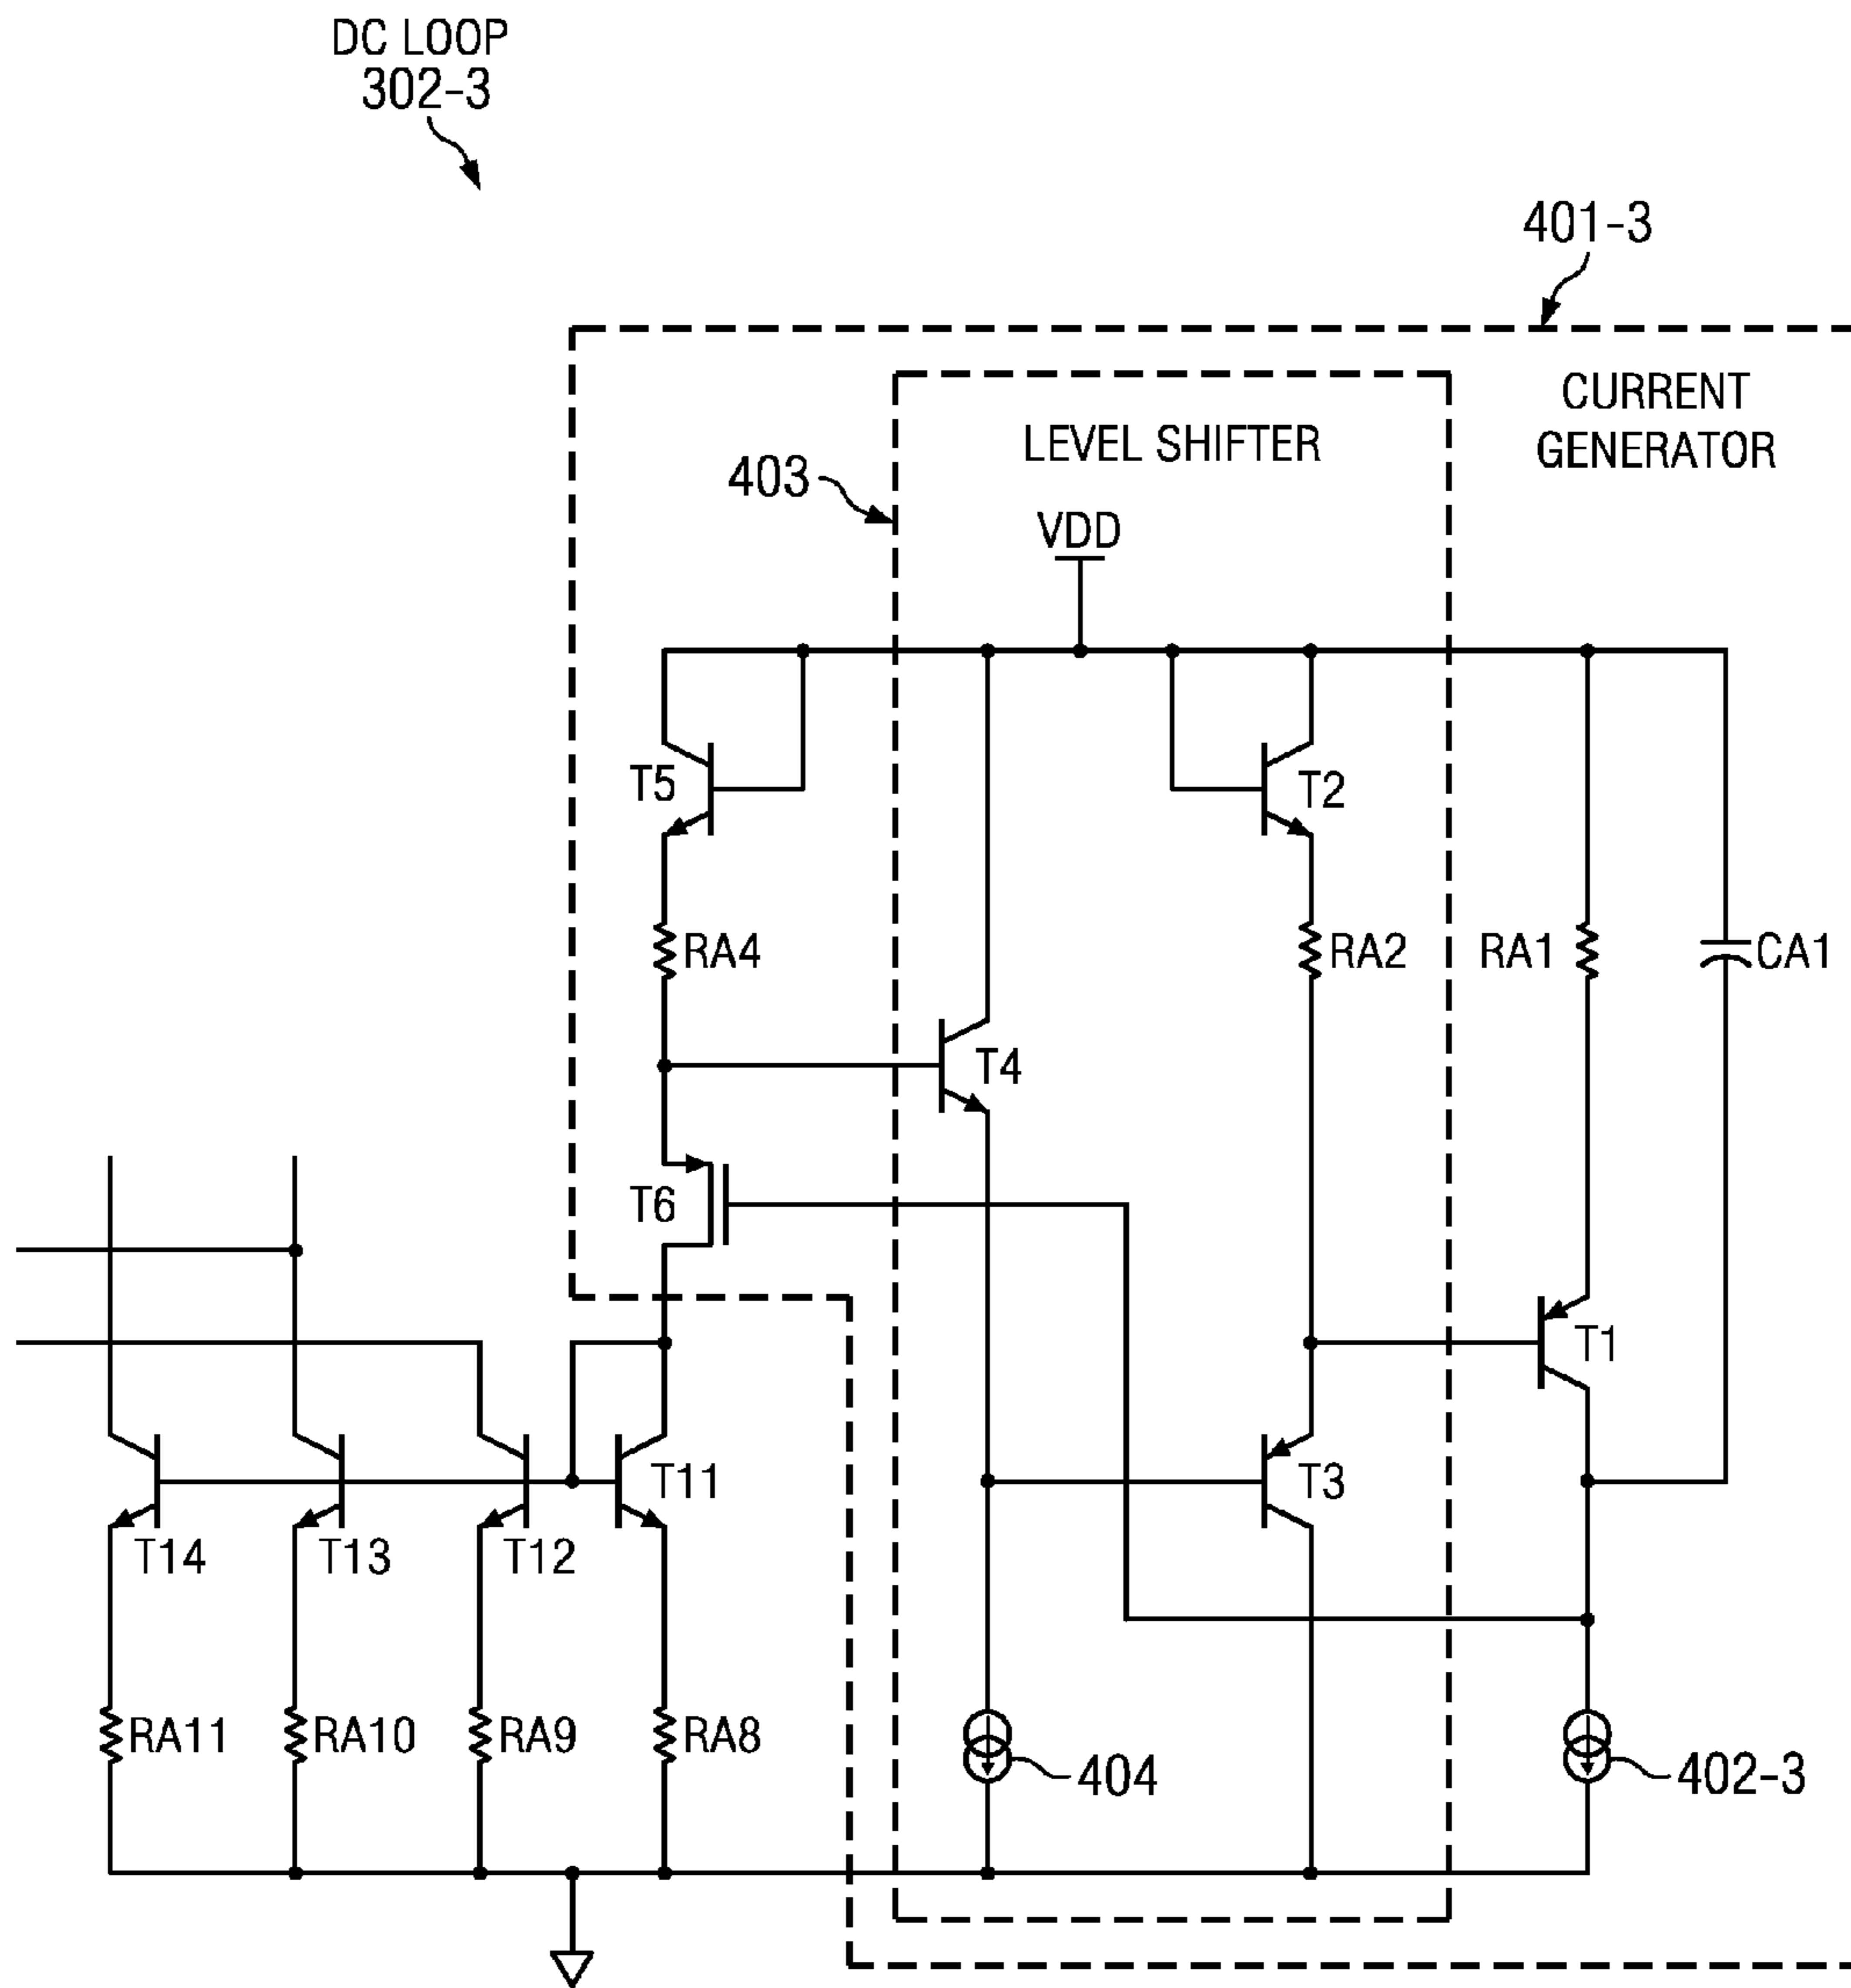 DC LOOP
302-3
401-3
CURRENT
GENERATOR
LEVEL SHIFTER
403
VDD
T5
T2
RA4
RA2
RA1
CA1
T4
T6
T1
T11
T3
T14
T13
T12
RA11
RA10
RA9
RA8
404
402-3